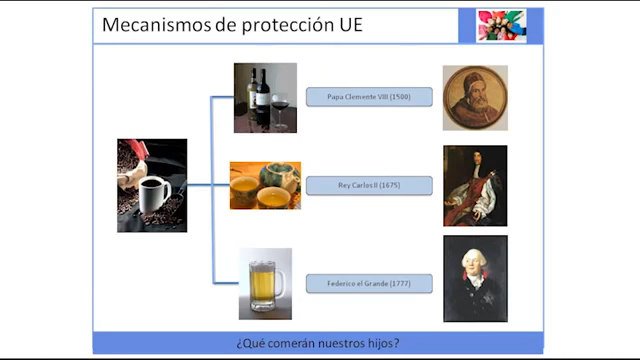 Mecanismos de protección UE
Papa Clemente VIII (1500)
Rey Carlos II (1675)
Federico el Grande (1777)
¿Qué comerán nuestros hijos?